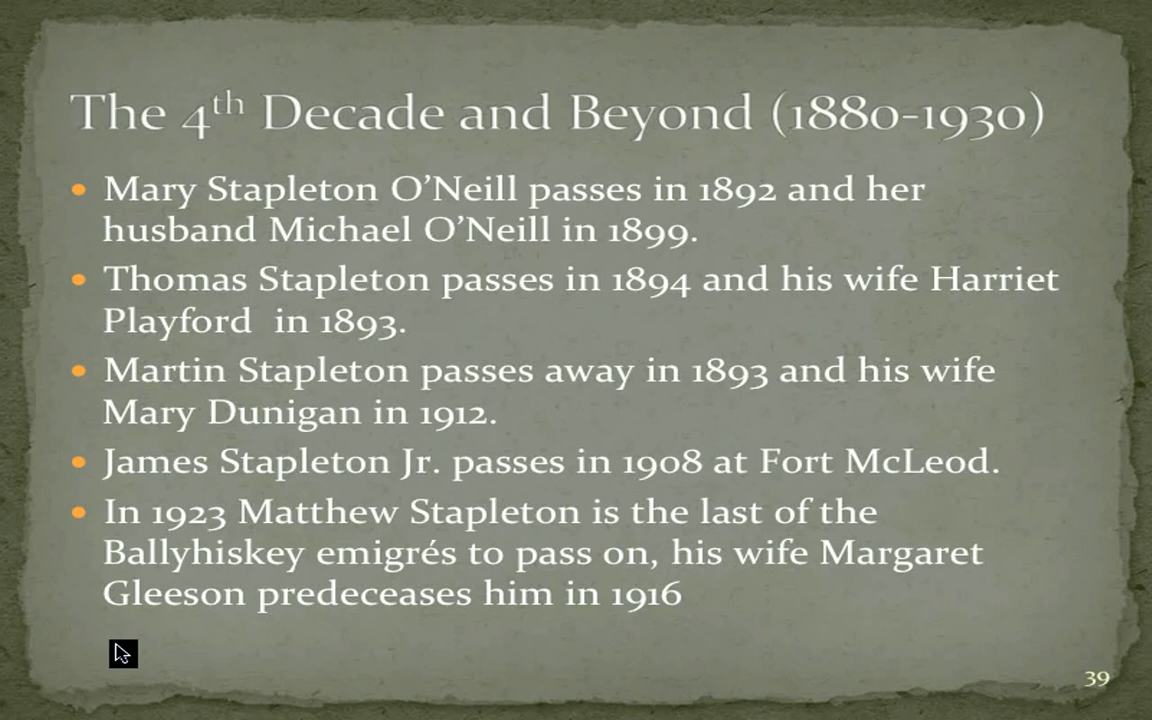 The 4th Decade and Beyond (1880-1930)
• Mary Stapleton O’Neill passes in 1892 and her
husband Michael O’Neill in 1899.
• Thomas Stapleton passes in 1894 and his wife Harriet
Playford  in 1893.
• Martin Stapleton passes away in 1893 and his wife
Mary Dunigan in 1912.
• James Stapleton Jr. passes in 1908 at Fort McLeod.
• In 1923 Matthew Stapleton is the last of the
Ballyhiskey emigrés to pass on, his wife Margaret
Gleeson predeceases him in 1916
39